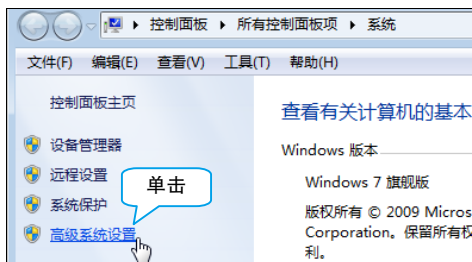 控制面板 ▸ 所有控制面板项 ▸ 系统
文件(F) 编辑(E) 查看(V) 工具(T) 帮助(H)
控制面板主页
设备管理器
远程设置
系统保护
高级系统设置
单击
查看有关计算机的基本
Windows 版本
Windows 7 旗舰版
版权所有 © 2009 Micros
Corporation。保留所有权
利。